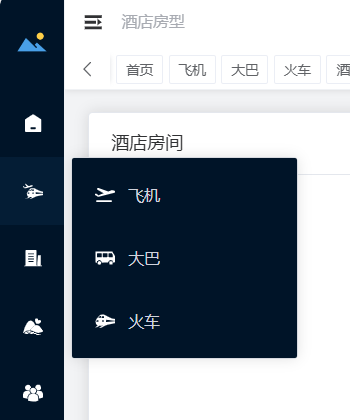 酒店房型
首页 飞机 大巴 火车 酒
酒店房间
飞机
大巴
火车